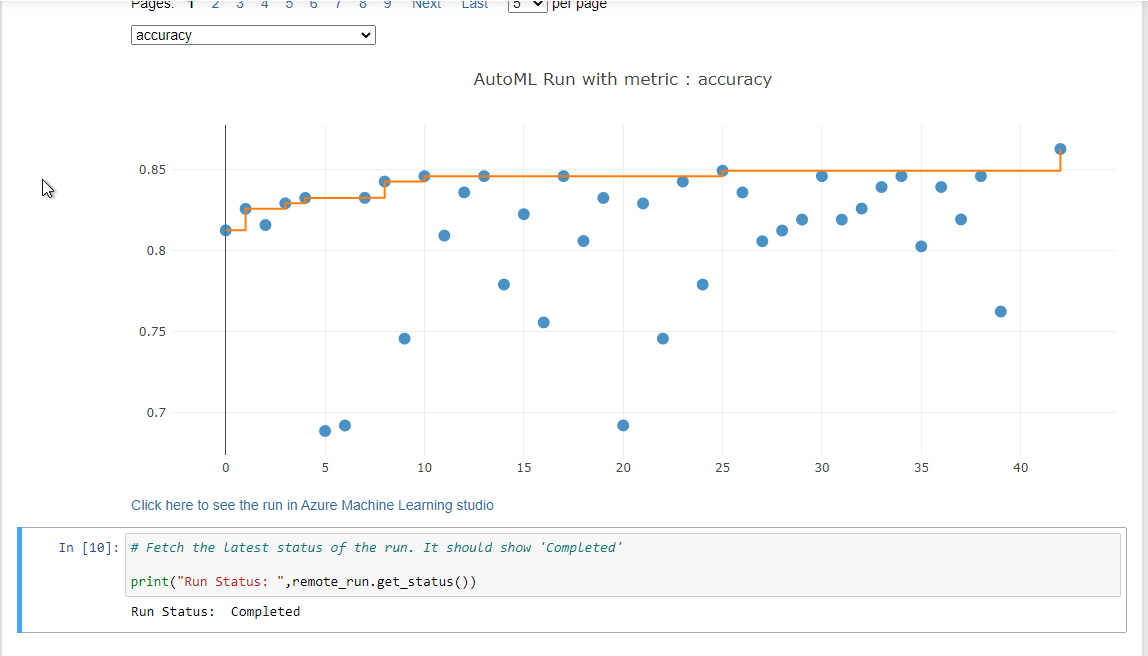 Pages: 1 2 3 4 5 6 7 8 9 Next Last 5 per page
accuracy
AutoML Run with metric : accuracy
0.85
0.8
0.75
0.7
0 5 10 15 20 25 30 35 40
Click here to see the run in Azure Machine Learning studio
In [10]: # Fetch the latest status of the run. It should show 'Completed'
print("Run Status: ",remote_run.get_status())
Run Status:  Completed